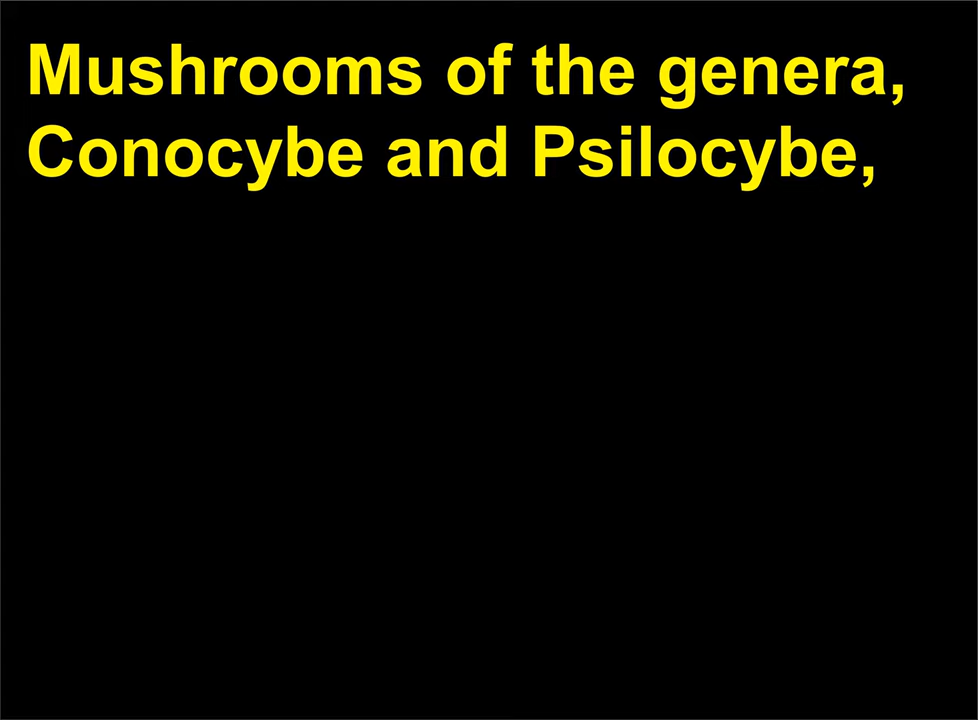 Mushrooms of the genera,
Conocybe and Psilocybe,